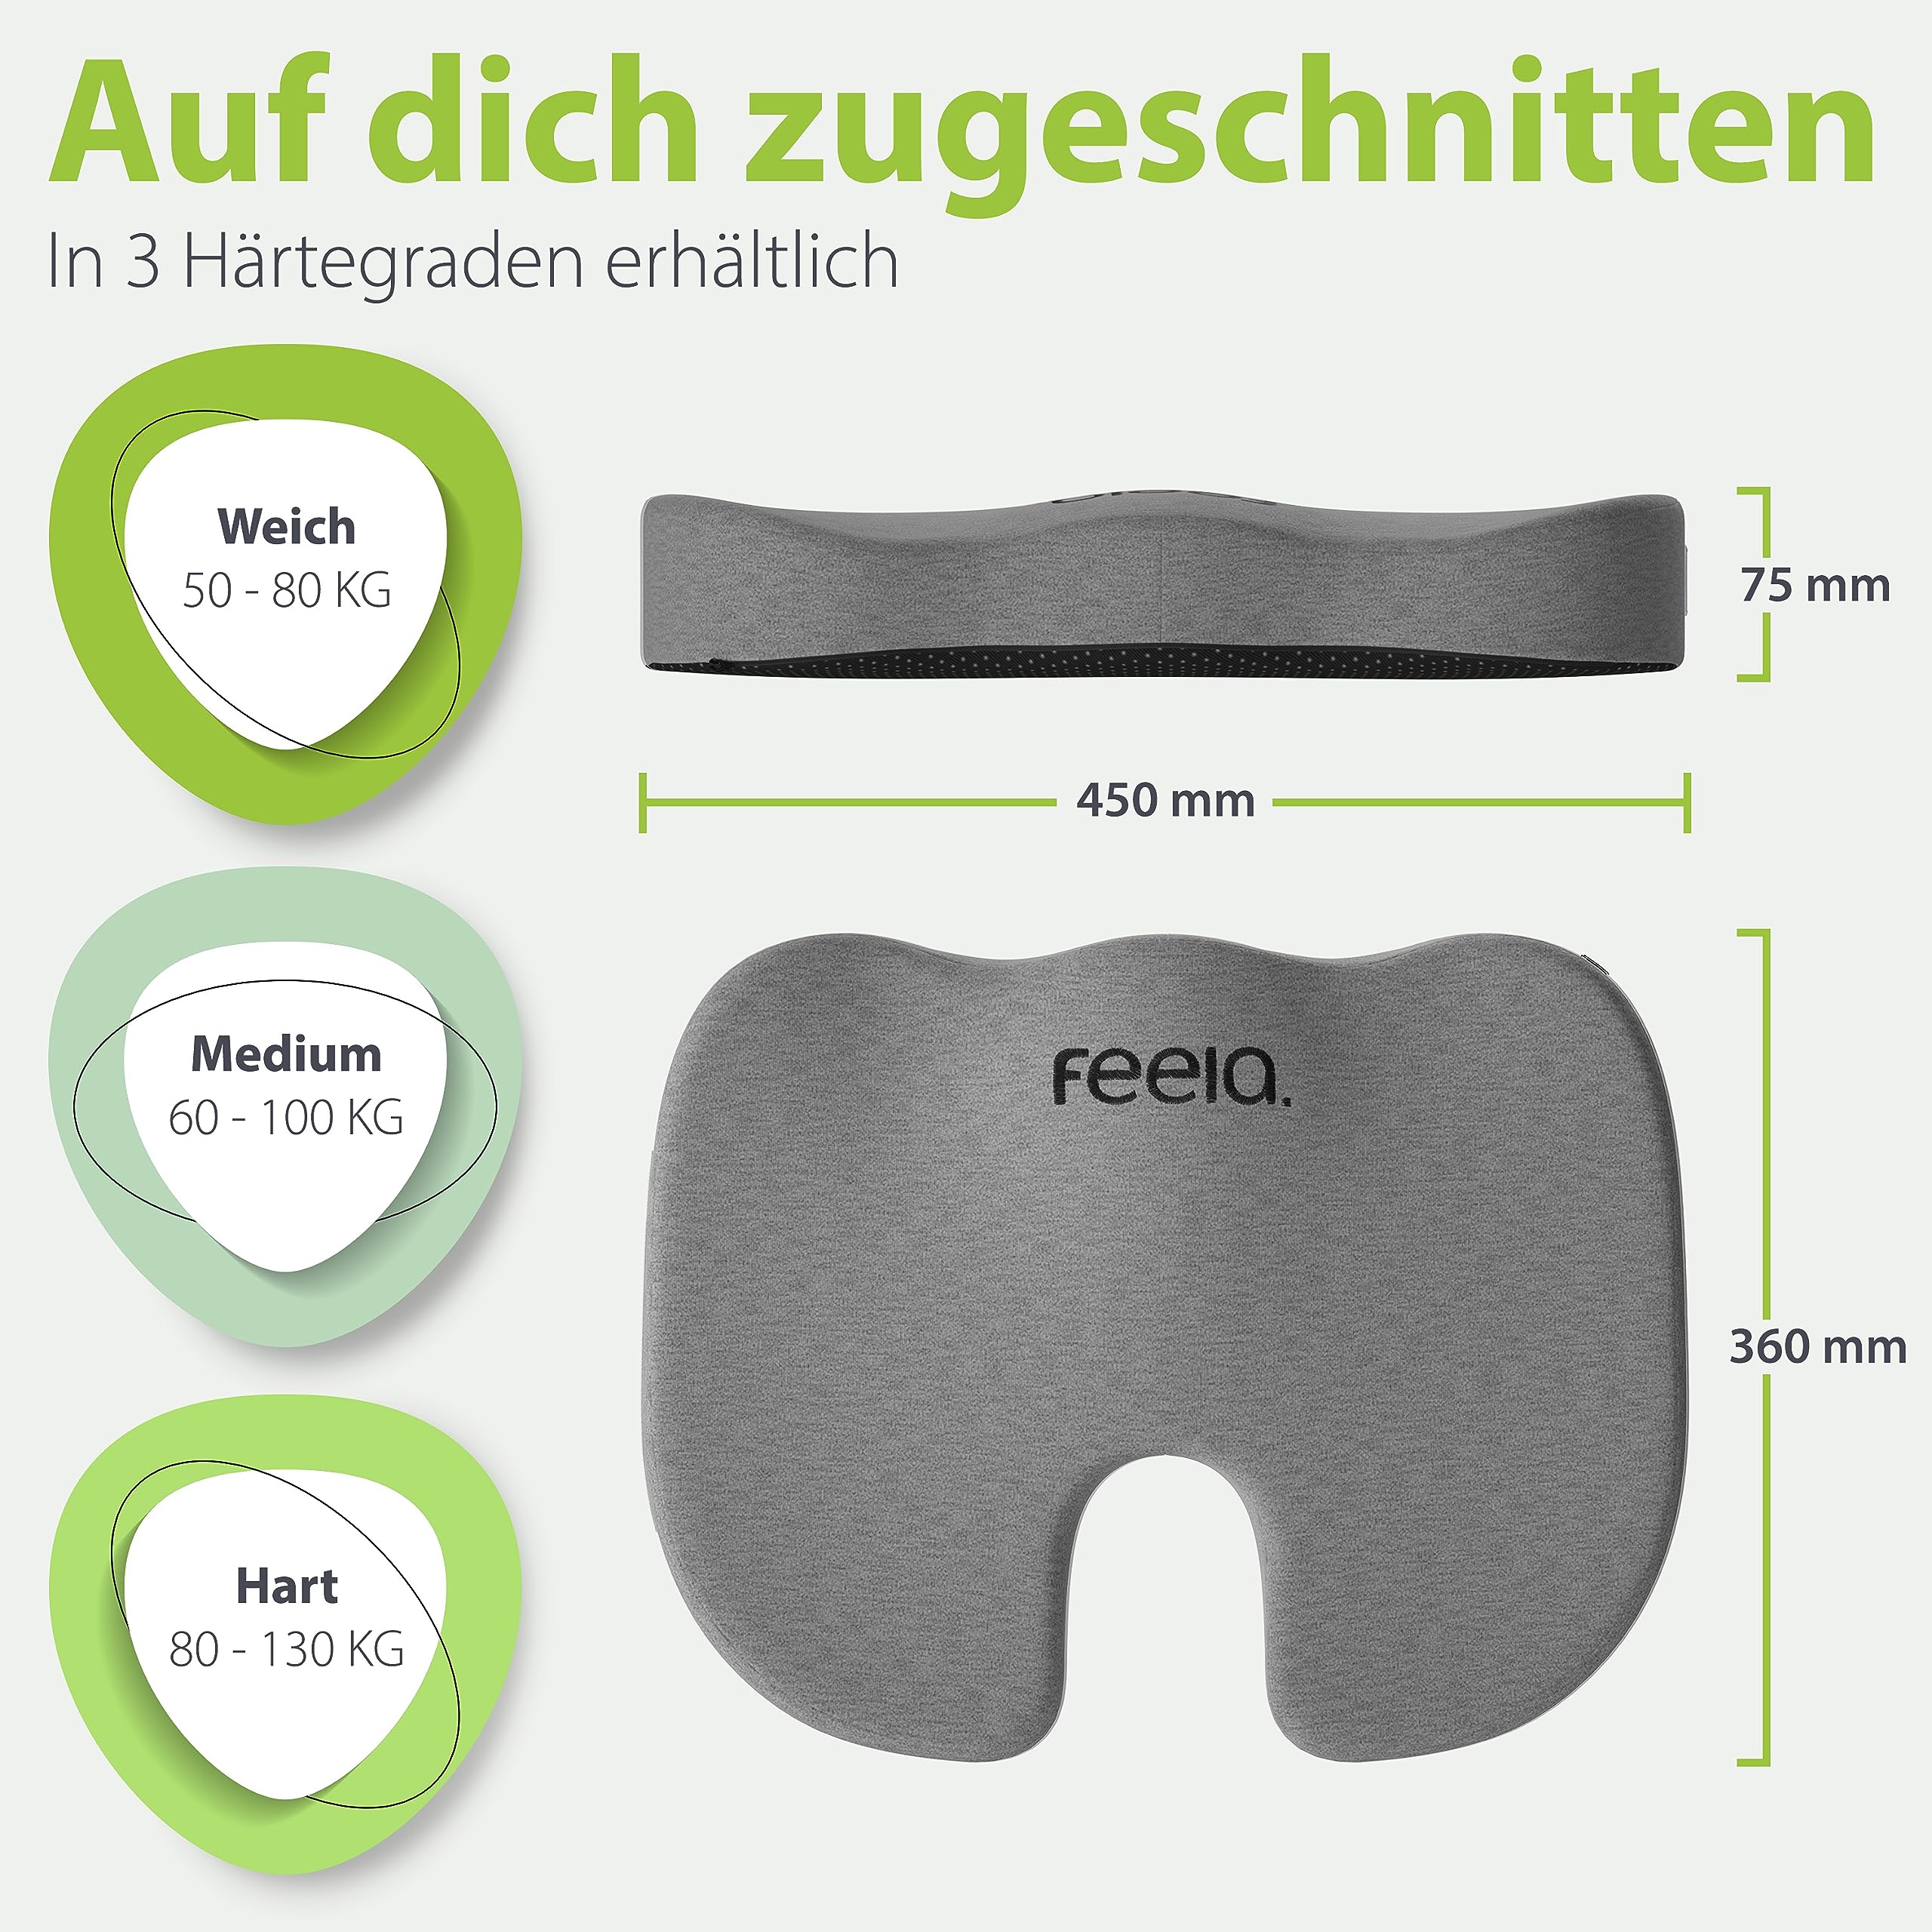 Auf dich zugeschnitten
In 3 Härtegraden erhältlich
Weich
50 - 80 KG
75 mm
450 mm
Medium
60 - 100 KG
feela.
360 mm
Hart
80 - 130 KG